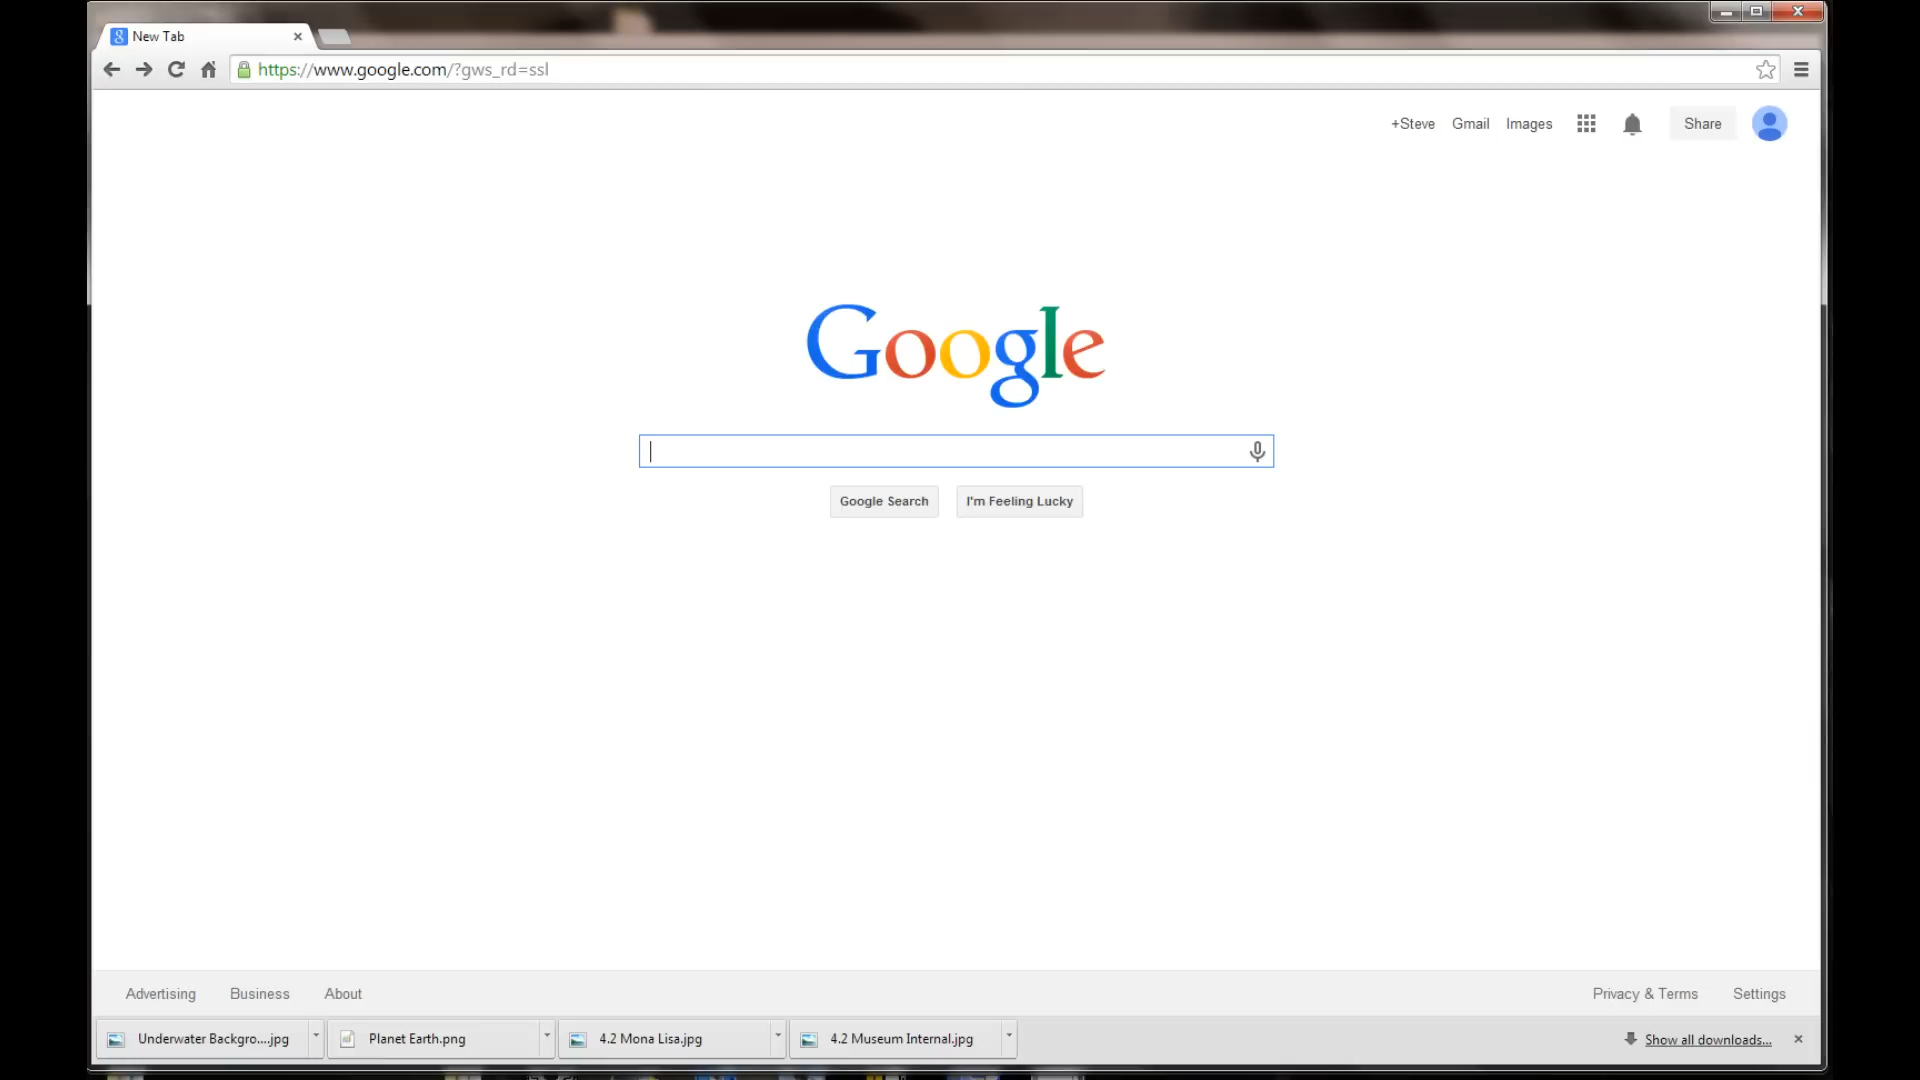 New Tab
https://www.google.com/?gws_rd=ssl
+Steve Gmail Images Share
Google
Google Search I'm Feeling Lucky
Advertising Business About Privacy & Terms Settings
Underwater Backgro....jpg Planet Earth.png 4.2 Mona Lisa.jpg 4.2 Museum Internal.jpg Show all downloads...